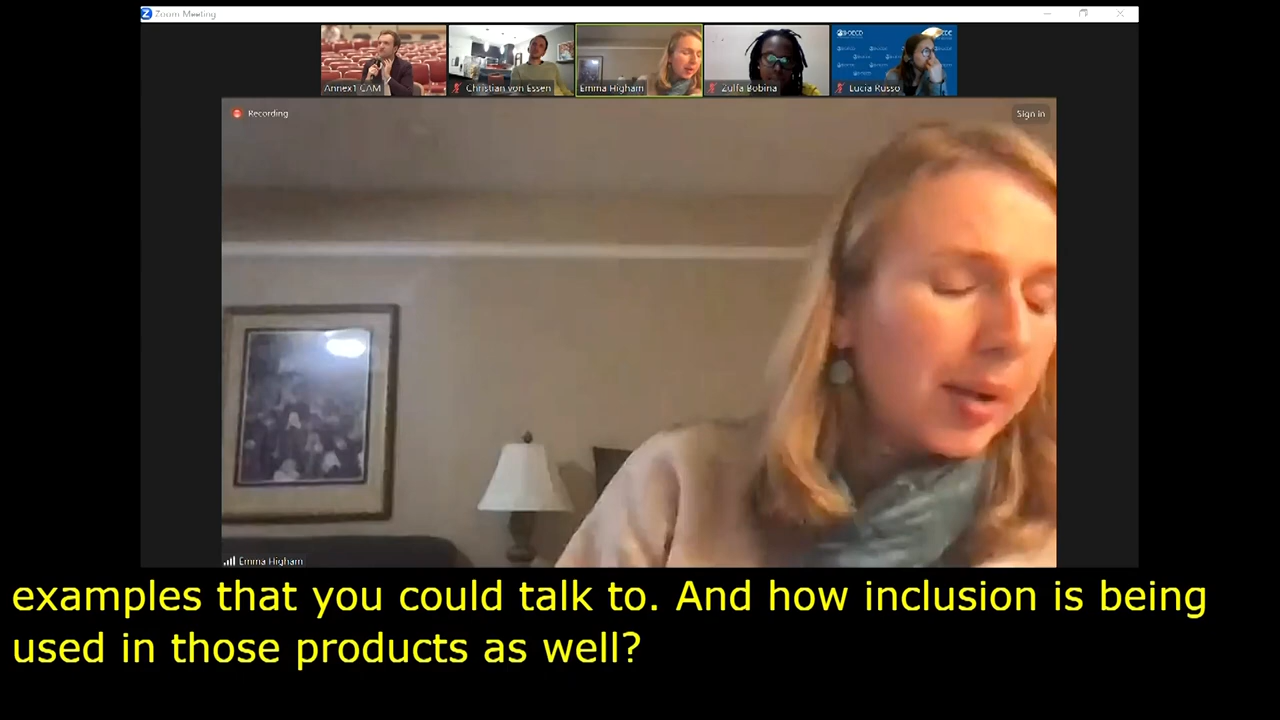 Zoom Meeting
OECD
Annex1 CAM
Christian von Essen
Emma Higham
Zulfa Bobina
Lucia Russo
Recording
Sign in
Emma Higham
examples that you could talk to. And how inclusion is being
used in those products as well?